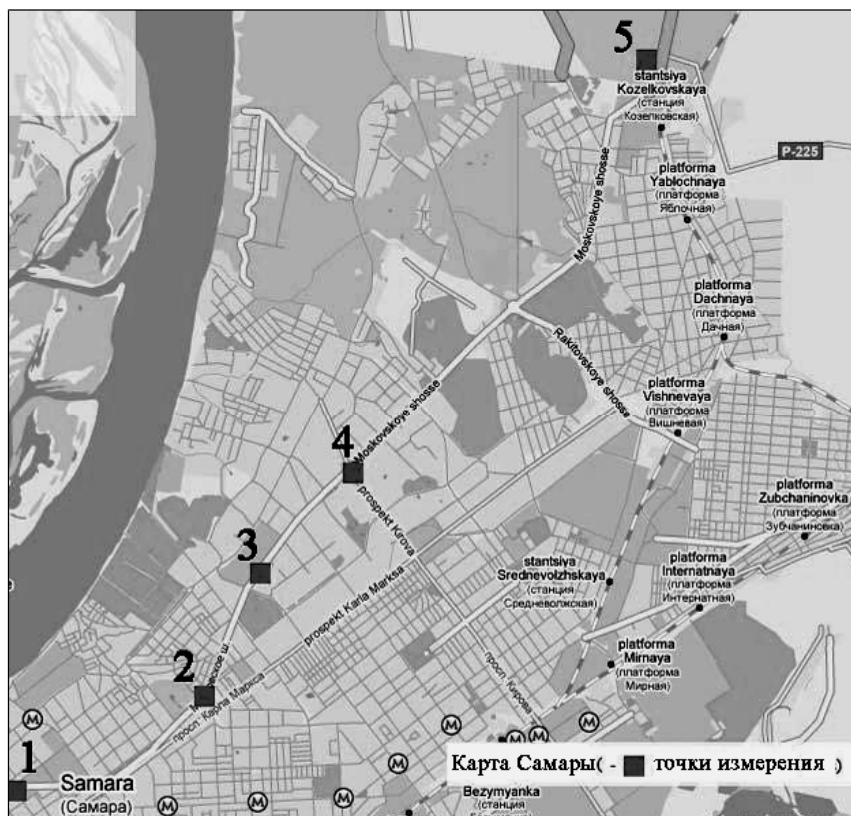 5
stantsiya
Kozelkovskaya
(станция
Козелковская)
P-225
platforma
Yablochnaya
(платформа
Яблочная)
Moskovskoye shosse
platforma
Dachnaya
(платформа
Дачная)
Rakitovskoye shosse
platforma
Vishnevaya
(платформа
Вишневая)
Moskovskoye shosse
4
prospekt Kirova
platforma
Zubchaninovka
(платформа
Зубчаниновка)
3
prospekt Karla Marksa
stantsiya
Srednevolzhskaya
(станция
Средневолжская)
platforma
Internatnaya
(платформа
Интернатная)
2
просп. Карла Маркса
просп. Кирова
platforma
Mirnaya
(платформа
Мирная)
M
M
M
M
M
1
Samara
(Самара)
Карта Самары( - точки измерения )
M
M
M
M
Bezymyanka
(станция